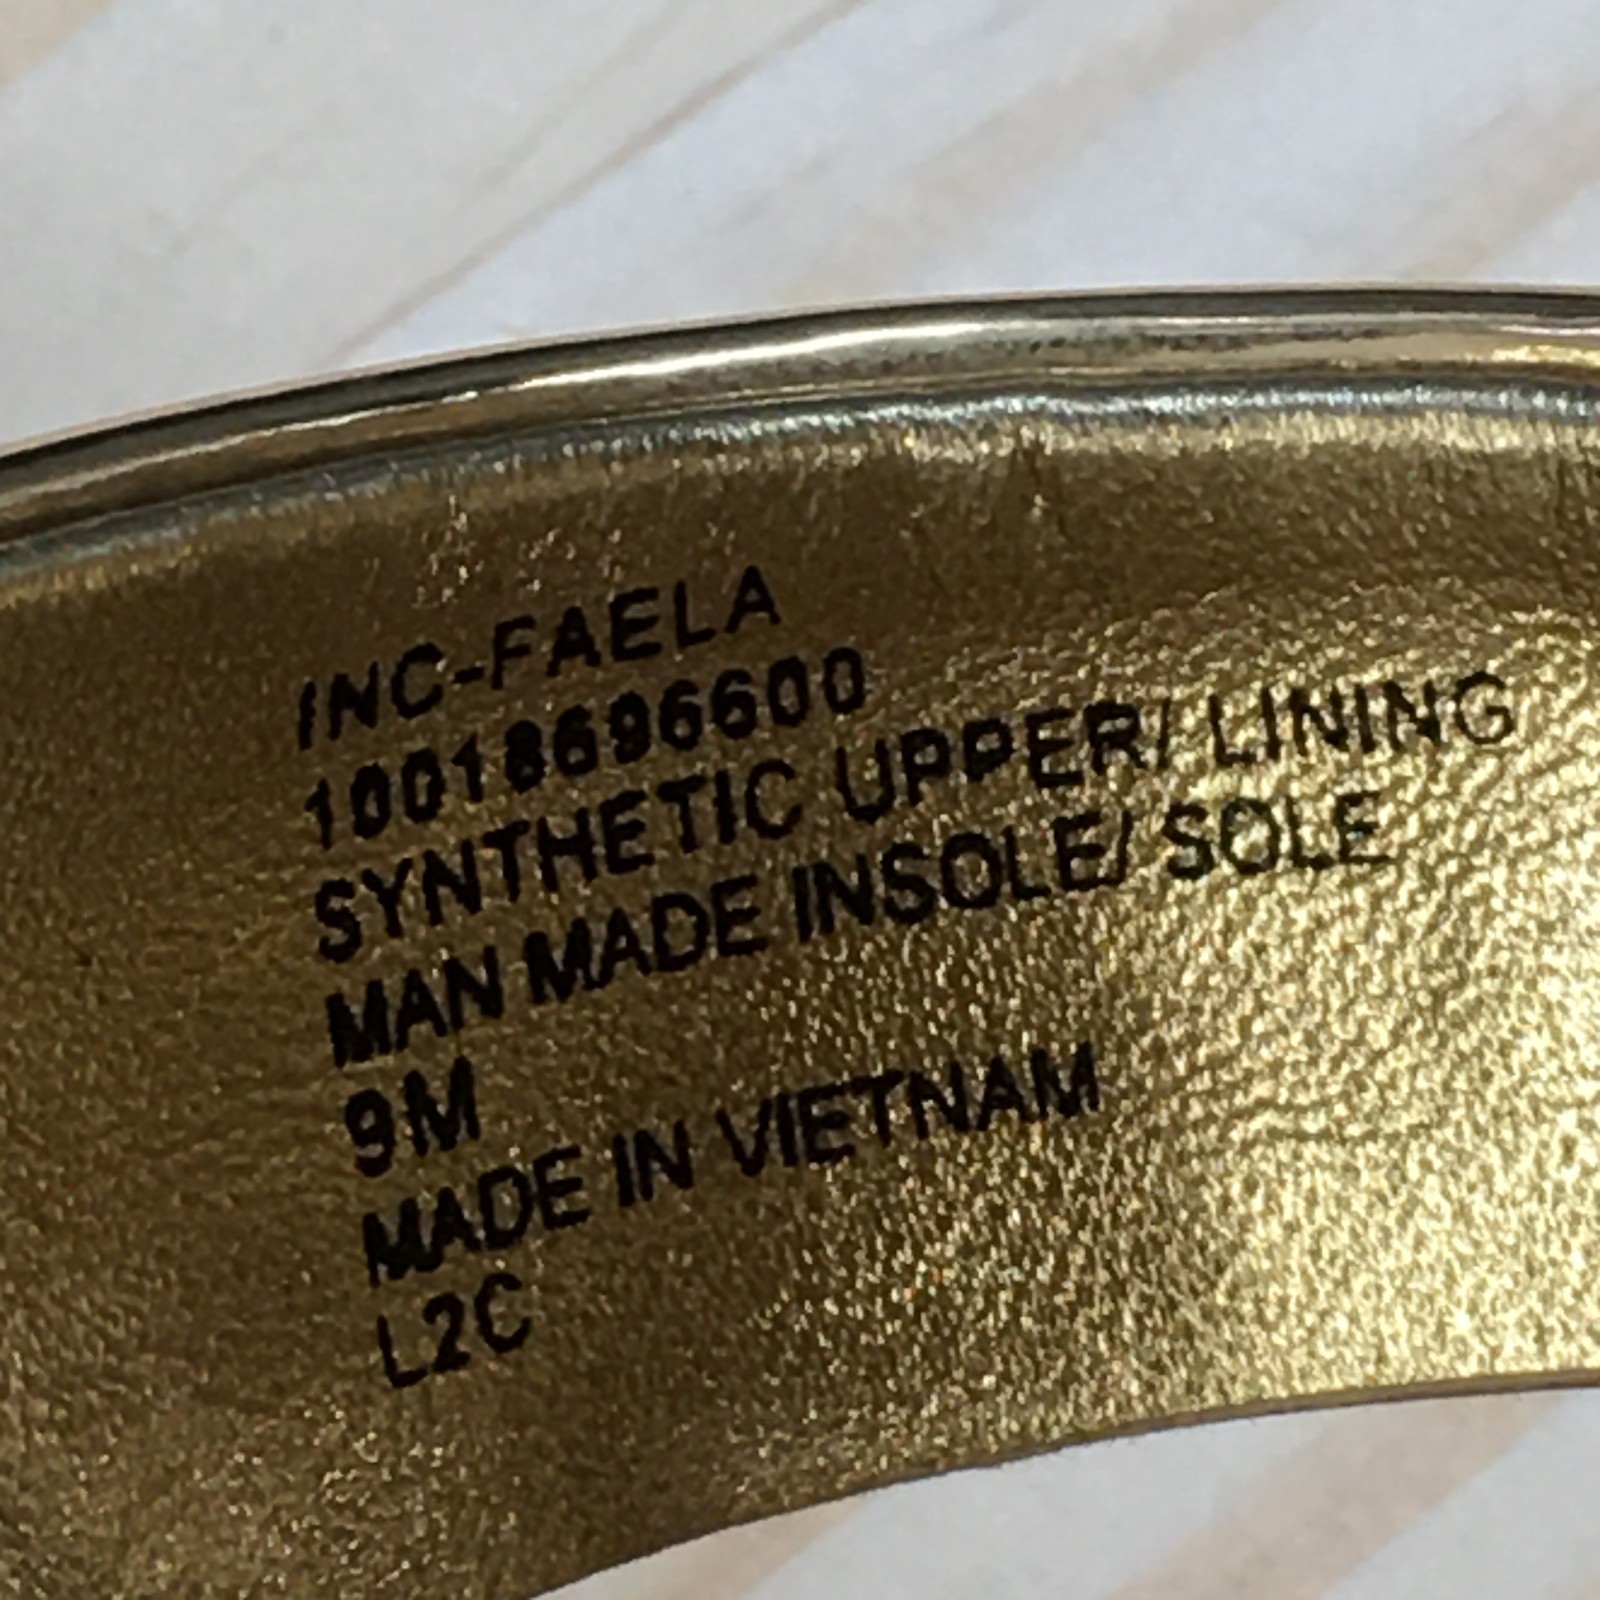 INC-FAELA
10018696600
SYNTHETIC UPPER/ LINING
MAN MADE INSOLE/ SOLE
9M
MADE IN VIETNAM
L2C